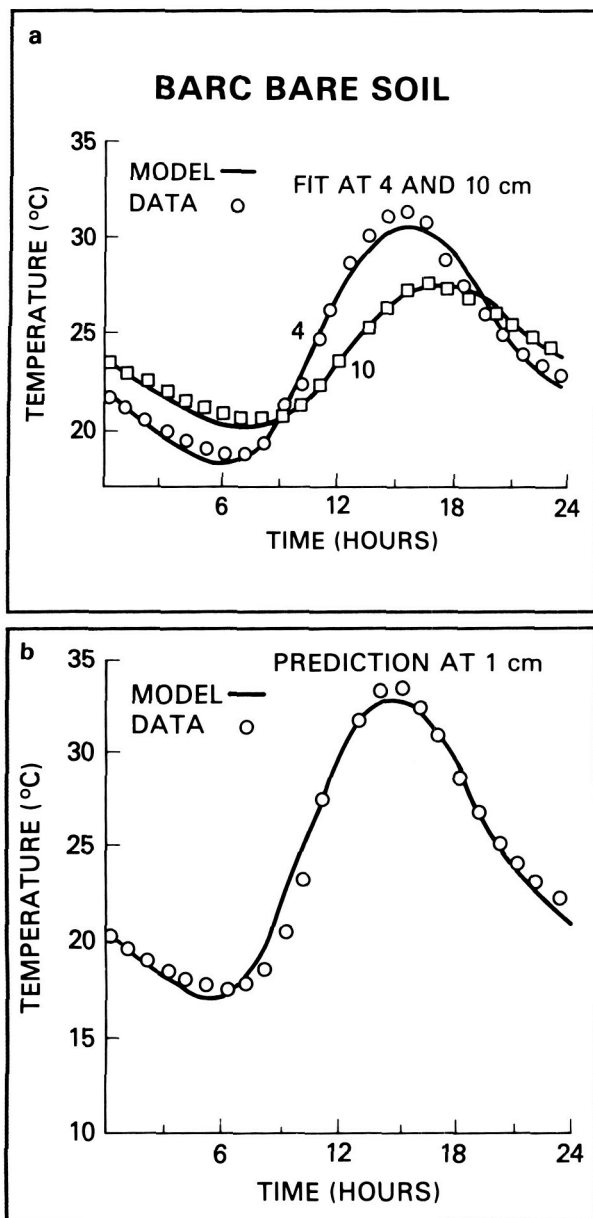 a
BARC BARE SOIL
35
30
25
20
TEMPERATURE (°C)
MODEL
DATA
FIT AT 4 AND 10 cm
4
10
6
12
18
24
TIME (HOURS)
b
35
30
25
20
15
10
TEMPERATURE (°C)
PREDICTION AT 1 cm
MODEL
DATA
6
12
18
24
TIME (HOURS)